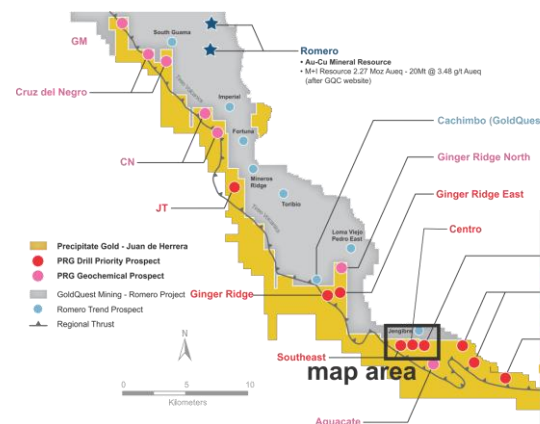 GM
South Guama
Romero
• Au-Cu Mineral Resource
• M+I Resource 2.27 Moz Aueq - 20Mt @ 3.48 g/t Aueq
(after GQC website)
Cruz del Negro
Imperial
Cachimbo (GoldQues
Fortuna
CN
Ginger Ridge North
Mineros
Ridge
Toribio
Ginger Ridge East
JT
Loma Viejo
Pedro East
Centro
Precipitate Gold - Juan de Herrera
PRG Drill Priority Prospect
PRG Geochemical Prospect
GoldQuest Mining - Romero Project
Romero Trend Prospect
Regional Thrust
Ginger Ridge
N
Jengibre
Southeast
map area
0 5 10
Kilometers
Aguacate